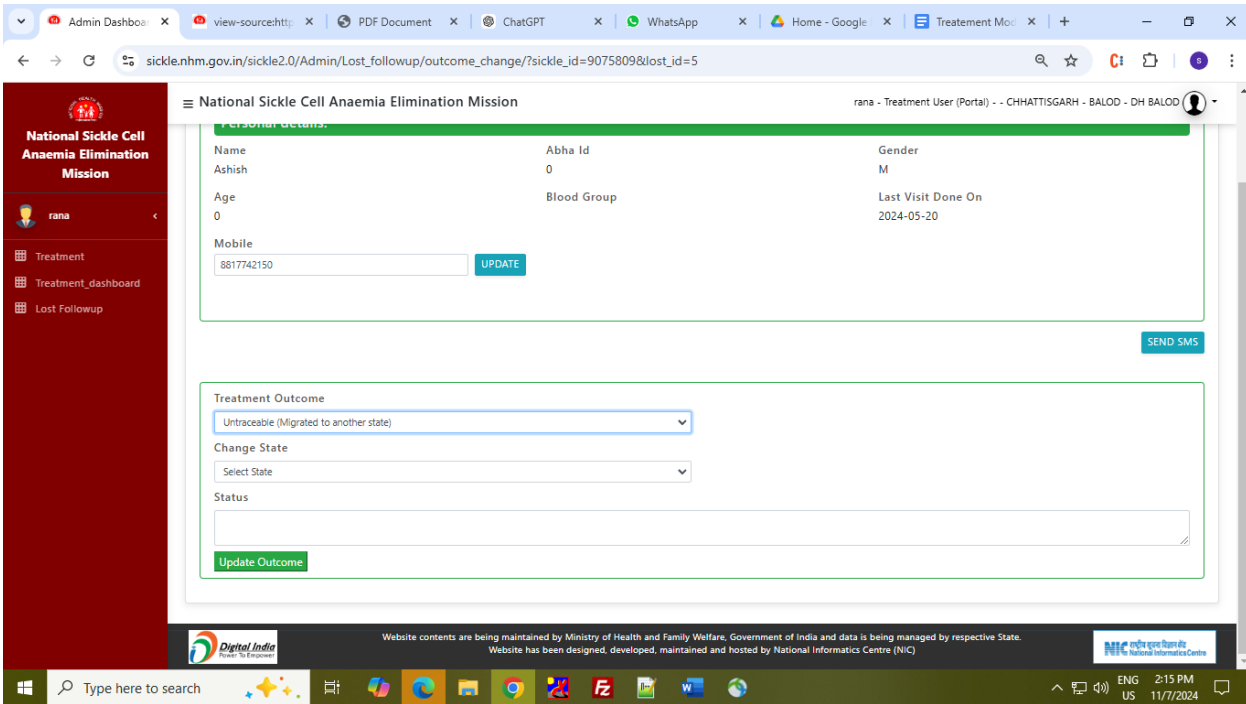 Admin Dashboar
view-source:http
PDF Document
ChatGPT
WhatsApp
Home - Google
Treatement Mod
sickle.nhm.gov.in/sickle2.0/Admin/Lost_followup/outcome_change/?sickle_id=9075809&lost_id=5
National Sickle Cell
Anaemia Elimination
Mission
rana
Treatment
Treatment_dashboard
Lost Followup
National Sickle Cell Anaemia Elimination Mission
rana - Treatment User (Portal) - - CHHATTISGARH - BALOD - DH BALOD
Personal details:
Name Abha Id Gender
Ashish 0 M
Age Blood Group Last Visit Done On
0 2024-05-20
Mobile
8817742150 UPDATE
SEND SMS
Treatment Outcome
Untraceable (Migrated to another state)
Change State
Select State
Status
Update Outcome
Digital India
Power To Empower
Website contents are being maintained by Ministry of Health and Family Welfare, Government of India and data is being managed by respective State.
Website has been designed, developed, maintained and hosted by National Informatics Centre (NIC)
NIC राष्ट्रीय सूचना विज्ञान केंद्र
National Informatics Centre
Type here to search
ENG 2:15 PM
US 11/7/2024